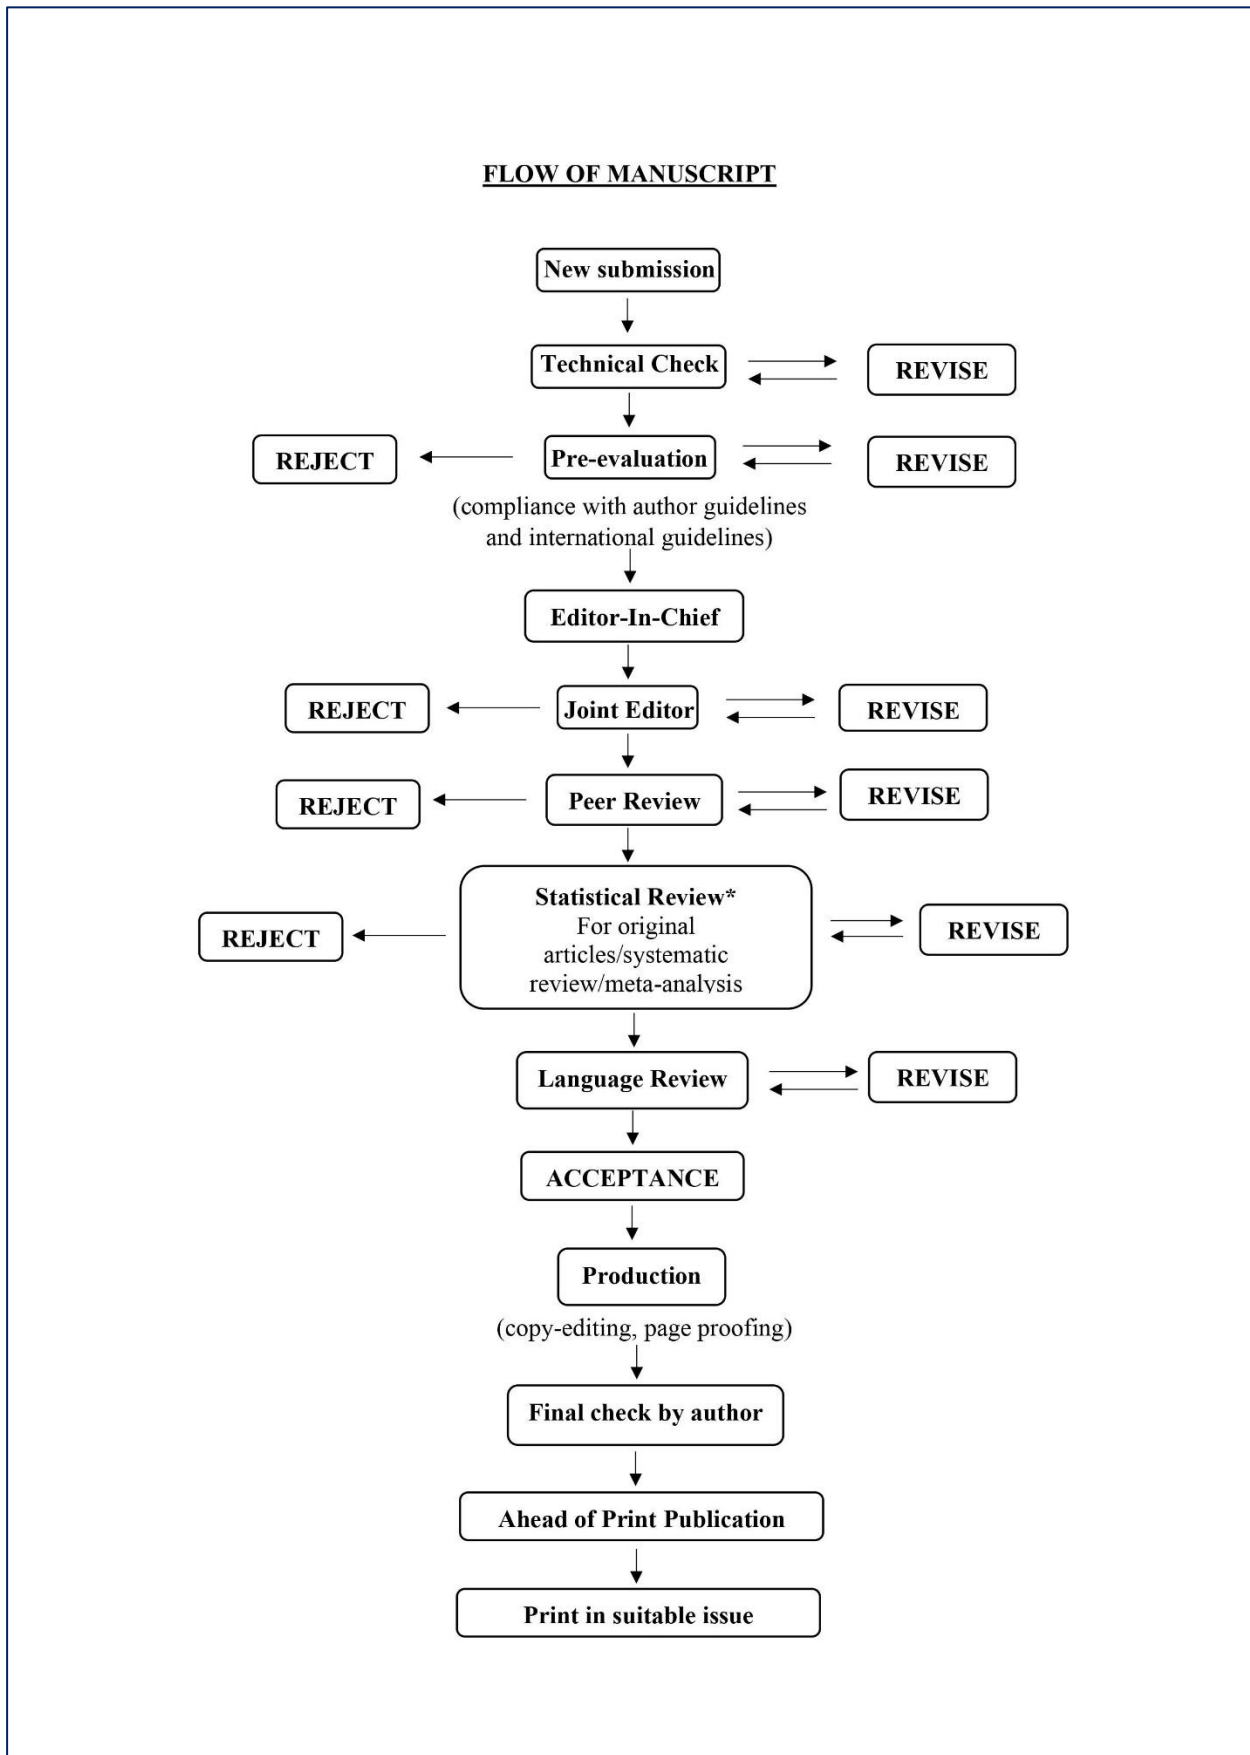 FLOW OF MANUSCRIPT
New submission
Technical Check
REVISE
REJECT
Pre-evaluation
REVISE
(compliance with author guidelines
and international guidelines)
Editor-In-Chief
REJECT
Joint Editor
REVISE
REJECT
Peer Review
REVISE
Statistical Review*
For original
articles/systematic
review/meta-analysis
REJECT
REVISE
Language Review
REVISE
ACCEPTANCE
Production
(copy-editing, page proofing)
Final check by author
Ahead of Print Publication
Print in suitable issue